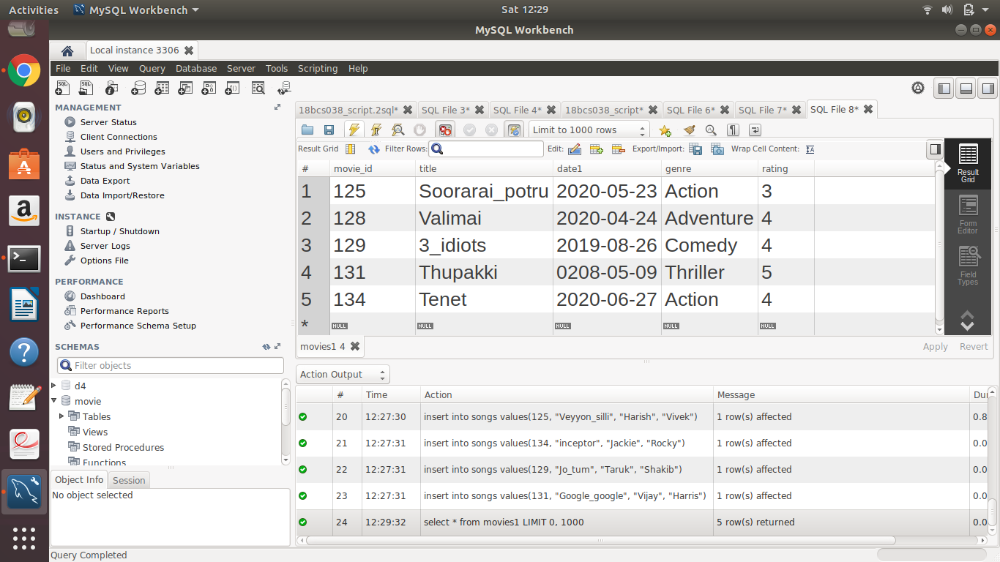 Activities MySQL Workbench Sat 12:29
MySQL Workbench
Local instance 3306
File Edit View Query Database Server Tools Scripting Help
MANAGEMENT
Server Status
Client Connections
Users and Privileges
Status and System Variables
Data Export
Data Import/Restore
INSTANCE
Startup / Shutdown
Server Logs
Options File
PERFORMANCE
Dashboard
Performance Reports
Performance Schema Setup
SCHEMAS
Filter objects
d4
movie
Tables
Views
Stored Procedures
Functions
Object Info Session
No object selected
18bcs038_script.2sql* SQL File 3* SQL File 4* 18bcs038_script* SQL File 6* SQL File 7* SQL File 8*
Limit to 1000 rows
Result Grid Filter Rows: Edit: Export/Import: Wrap Cell Content:
# movie_id title date1 genre rating
1 125 Soorarai_potru 2020-05-23 Action 3
2 128 Valimai 2020-04-24 Adventure 4
3 129 3_idiots 2019-08-26 Comedy 4
4 131 Thupakki 0208-05-09 Thriller 5
5 134 Tenet 2020-06-27 Action 4
* NULL NULL NULL NULL NULL
Result
Grid
Form
Editor
Field
Types
movies1 4 Apply Revert
Action Output
# Time Action Message Dur
20 12:27:30 insert into songs values(125, "Veyyon_silli", "Harish", "Vivek") 1 row(s) affected 0.8
21 12:27:31 insert into songs values(134, "inceptor", "Jackie", "Rocky") 1 row(s) affected 0.0
22 12:27:31 insert into songs values(129, "Jo_tum", "Taruk", "Shakib") 1 row(s) affected 0.0
23 12:27:31 insert into songs values(131, "Google_google", "Vijay", "Harris") 1 row(s) affected 0.0
24 12:29:32 select * from movies1 LIMIT 0, 1000 5 row(s) returned 0.0
Query Completed